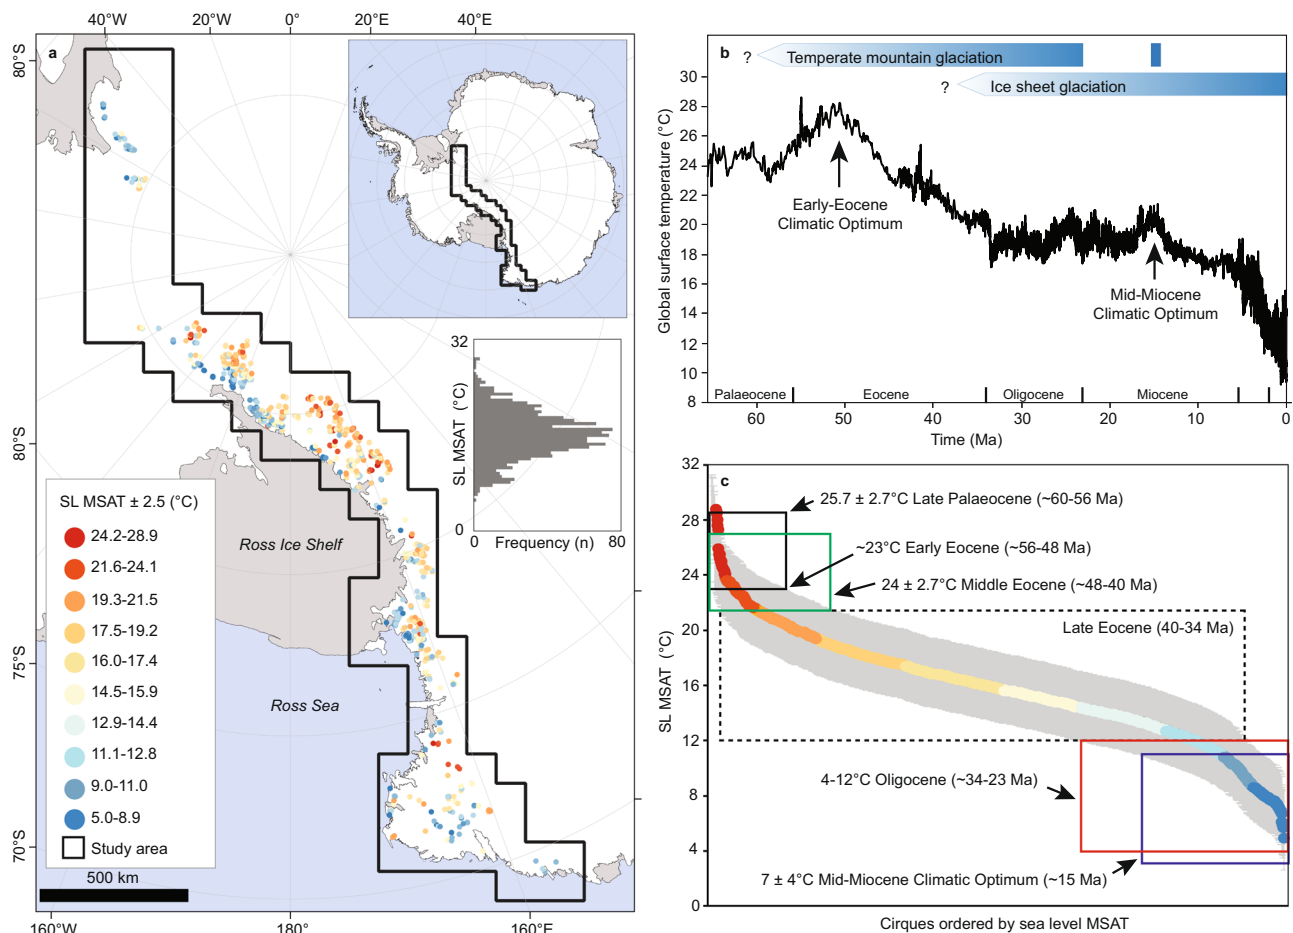 40°W 20°W 0° 20°E 40°E
a
80°S
80°S
75°S
70°S
160°W 180° 160°E
Ross Ice Shelf
Ross Sea
SL MSAT ± 2.5 (°C)
24.2-28.9
21.6-24.1
19.3-21.5
17.5-19.2
16.0-17.4
14.5-15.9
12.9-14.4
11.1-12.8
9.0-11.0
5.0-8.9
Study area
500 km
32
SL MSAT (°C)
0
0 Frequency (n) 80
b
? Temperate mountain glaciation
? Ice sheet glaciation
Global surface temperature (°C)
30
28
26
24
22
20
18
16
14
12
10
8
Early-Eocene
Climatic Optimum
Mid-Miocene
Climatic Optimum
Palaeocene Eocene Oligocene Miocene
60 50 40 30 20 10 0
Time (Ma)
c
SL MSAT (°C)
32
28
24
20
16
12
8
4
0
25.7 ± 2.7°C Late Palaeocene (~60-56 Ma)
~23°C Early Eocene (~56-48 Ma)
24 ± 2.7°C Middle Eocene (~48-40 Ma)
Late Eocene (40-34 Ma)
4-12°C Oligocene (~34-23 Ma)
7 ± 4°C Mid-Miocene Climatic Optimum (~15 Ma)
Cirques ordered by sea level MSAT